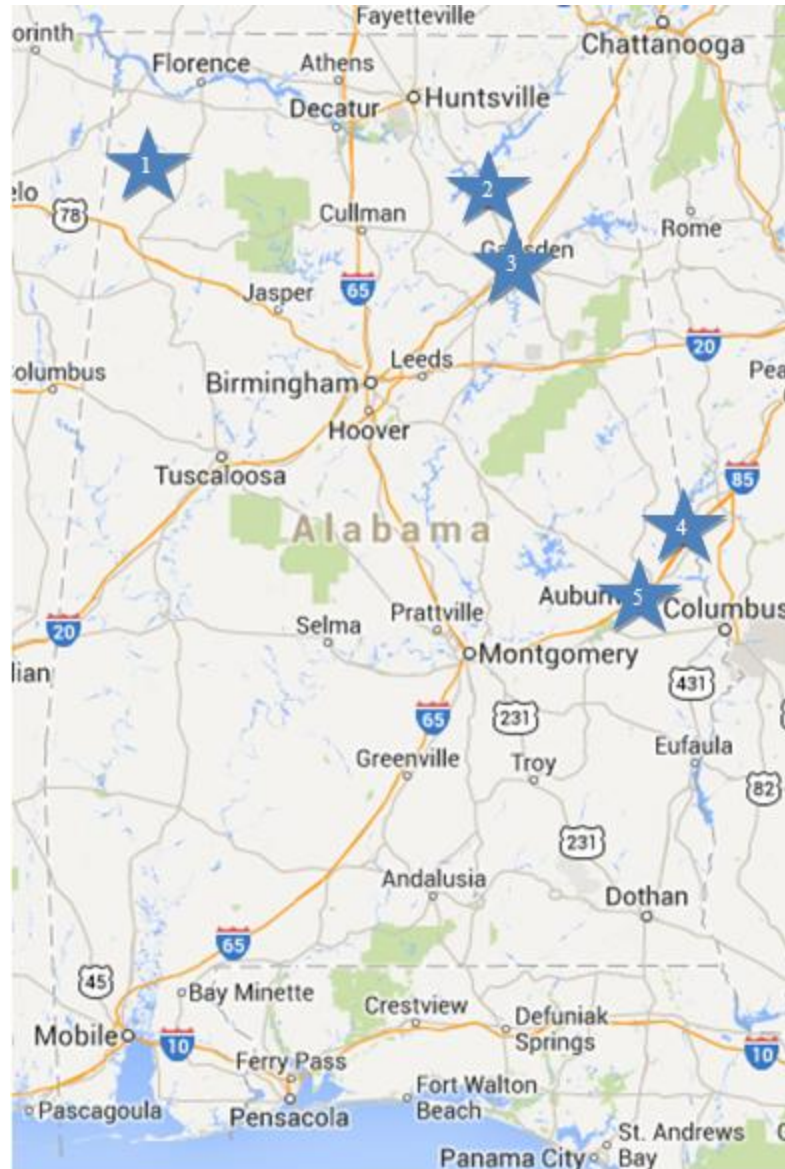 Fayetteville
orinth
Chattanooga
Florence
Athens
Huntsville
Decatur
1
2
elo
78
Cullman
Rome
Gadsden
3
65
Jasper
20
olumbus
Leeds
Pea
Birmingham
Hoover
Tuscaloosa
85
Alabama
4
Auburn
5
Columbus
20
Selma
Prattville
Montgomery
lian
431
65
231
Greenville
Troy
Eufaula
82
231
Andalusia
Dothan
65
45
Bay Minette
Crestview
Defuniak
Springs
Mobile
10
10
Ferry Pass
Fort Walton
Beach
Pascagoula
Pensacola
St. Andrews
Bay
Panama City